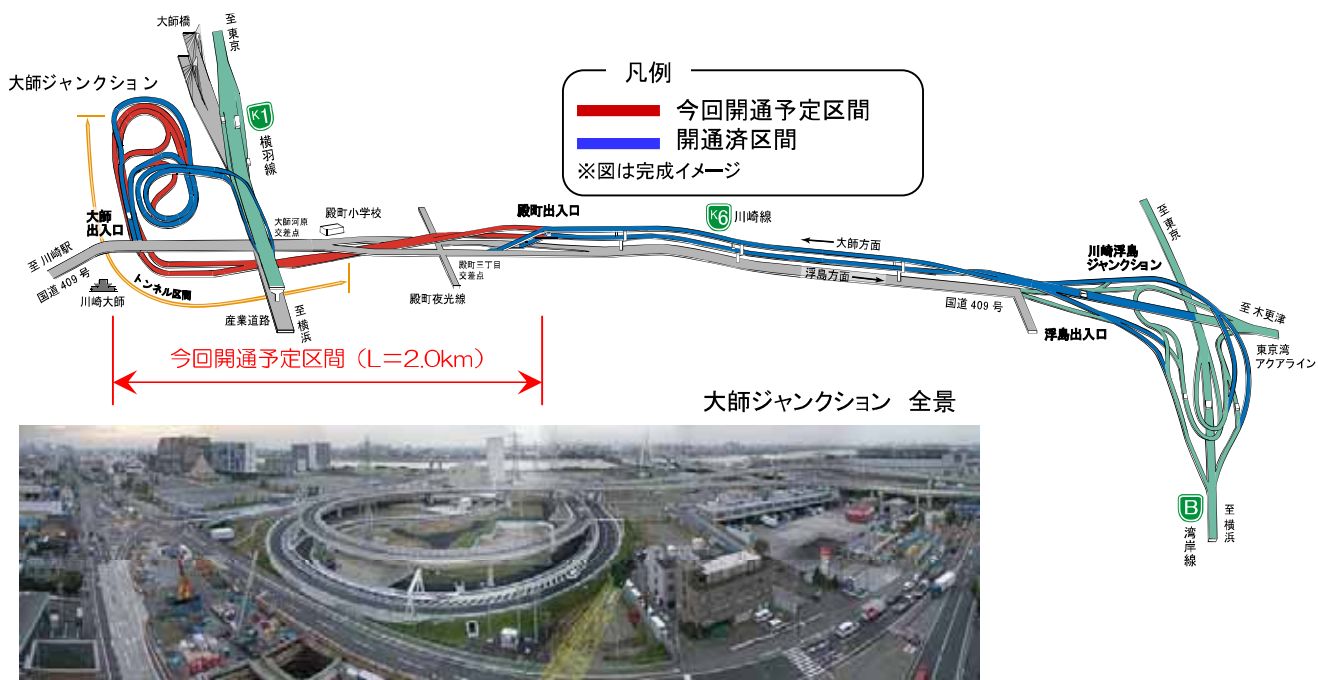 大師橋
至東京
大師ジャンクション
K1
横羽線
凡例
今回開通予定区間
開通済区間
※図は完成イメージ
大師
出入口
大師河原
交差点
殿町小学校
殿町出入口
K6
川崎線
←大師方面
浮島方面→
至東京
川崎浮島
ジャンクション
至川崎駅
国道409号
川崎大師
トンネル区間
産業道路
至横浜
殿町三丁目
交差点
殿町夜光線
国道409号
浮島出入口
至木更津
東京湾
アクアライン
今回開通予定区間（L＝2.0km）
大師ジャンクション 全景
B
湾岸線
至横浜